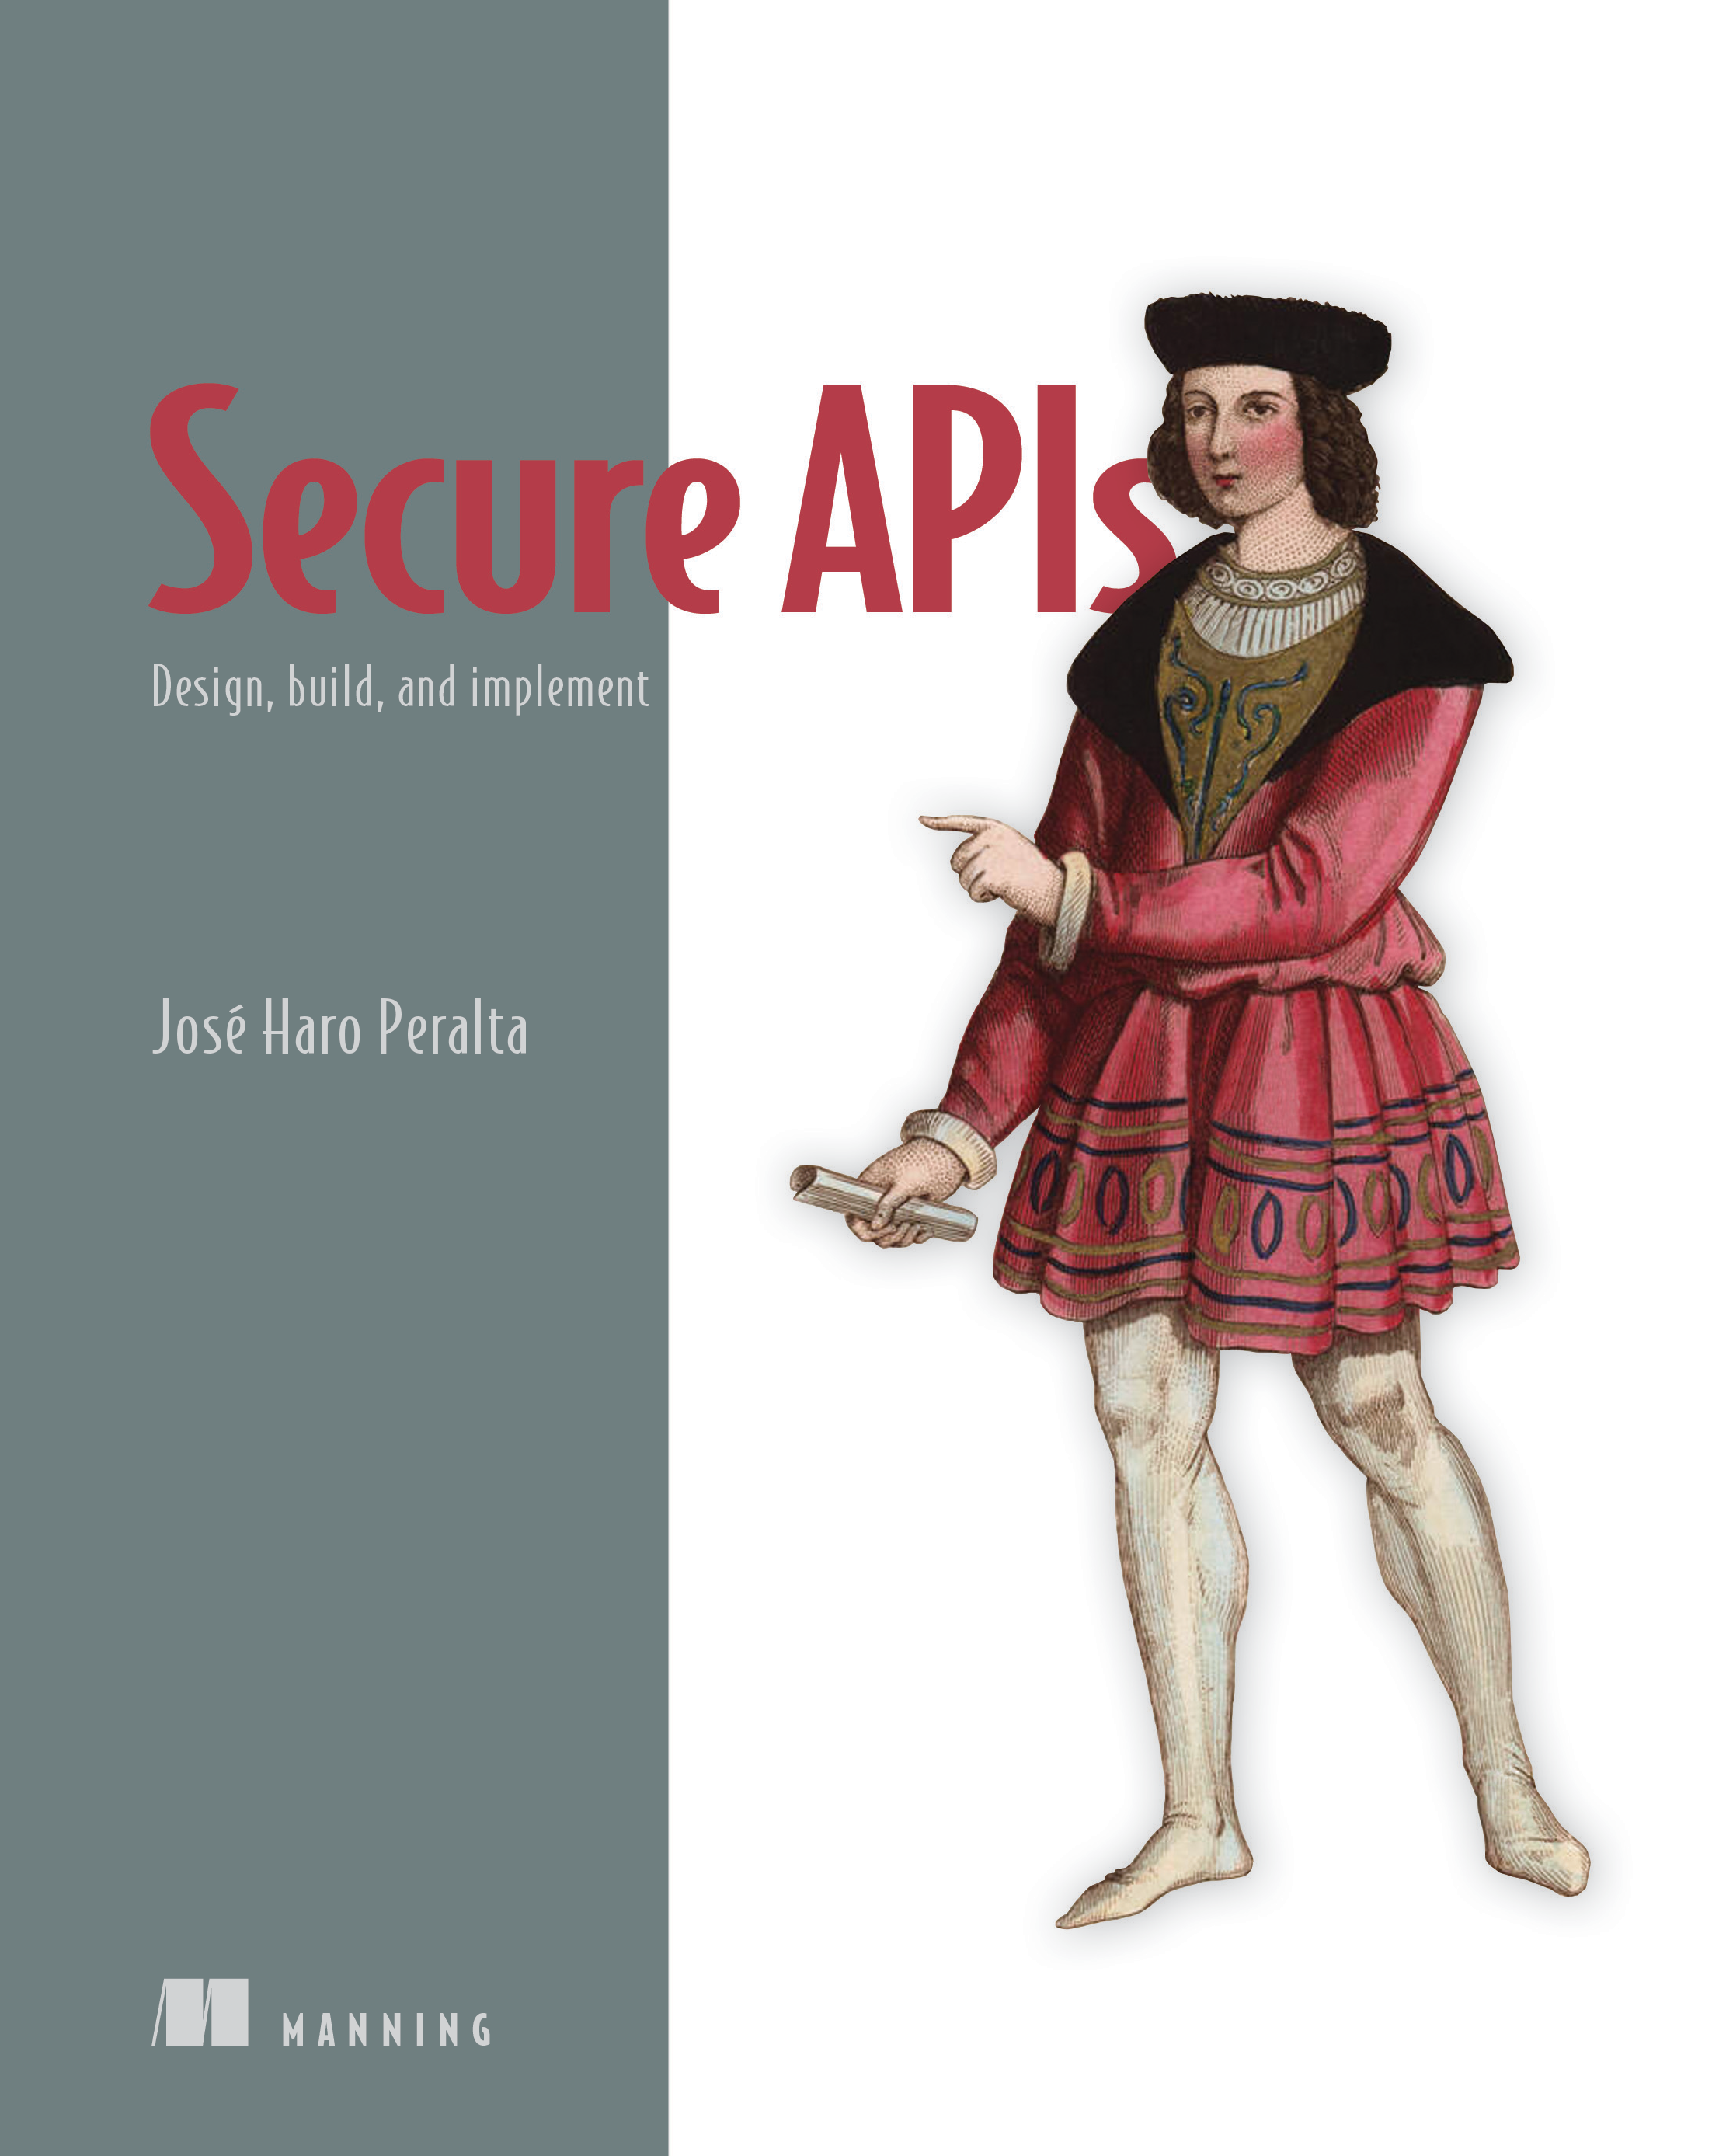 Secure APIs
Design, build, and implement
José Haro Peralta
MANNING